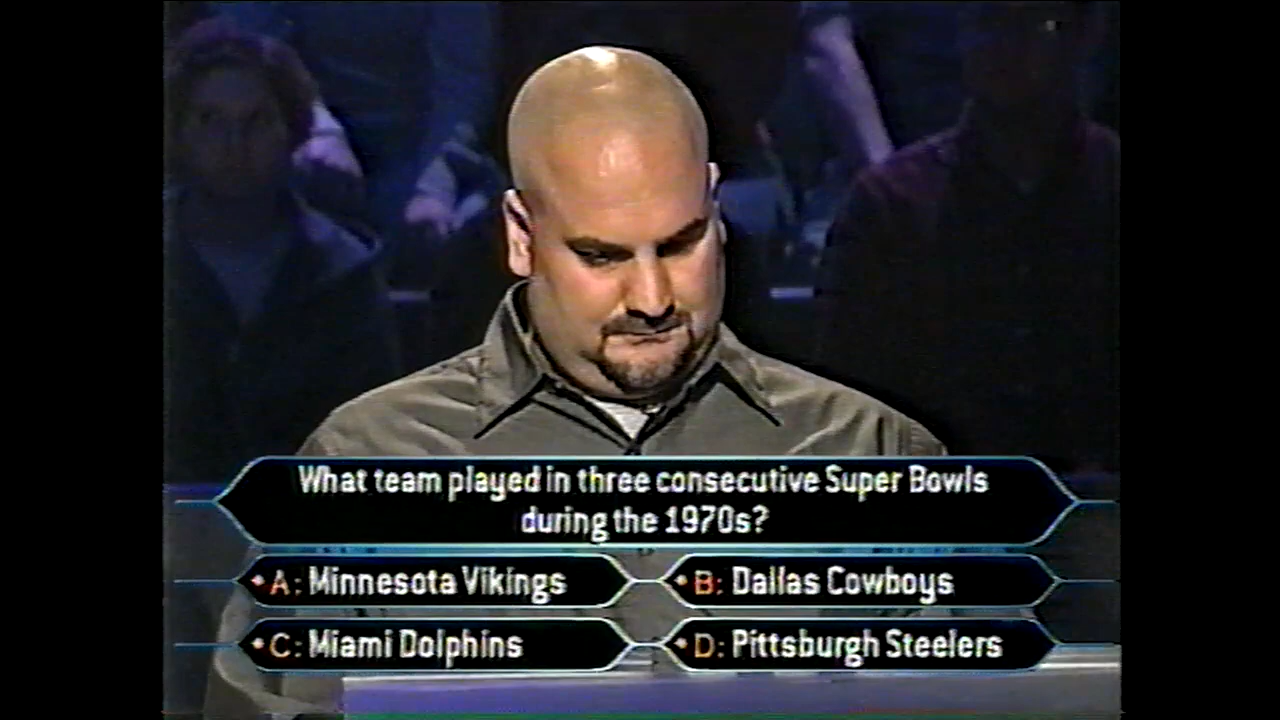 What team played in three consecutive Super Bowls
during the 1970s?
A: Minnesota Vikings
B: Dallas Cowboys
C: Miami Dolphins
D: Pittsburgh Steelers